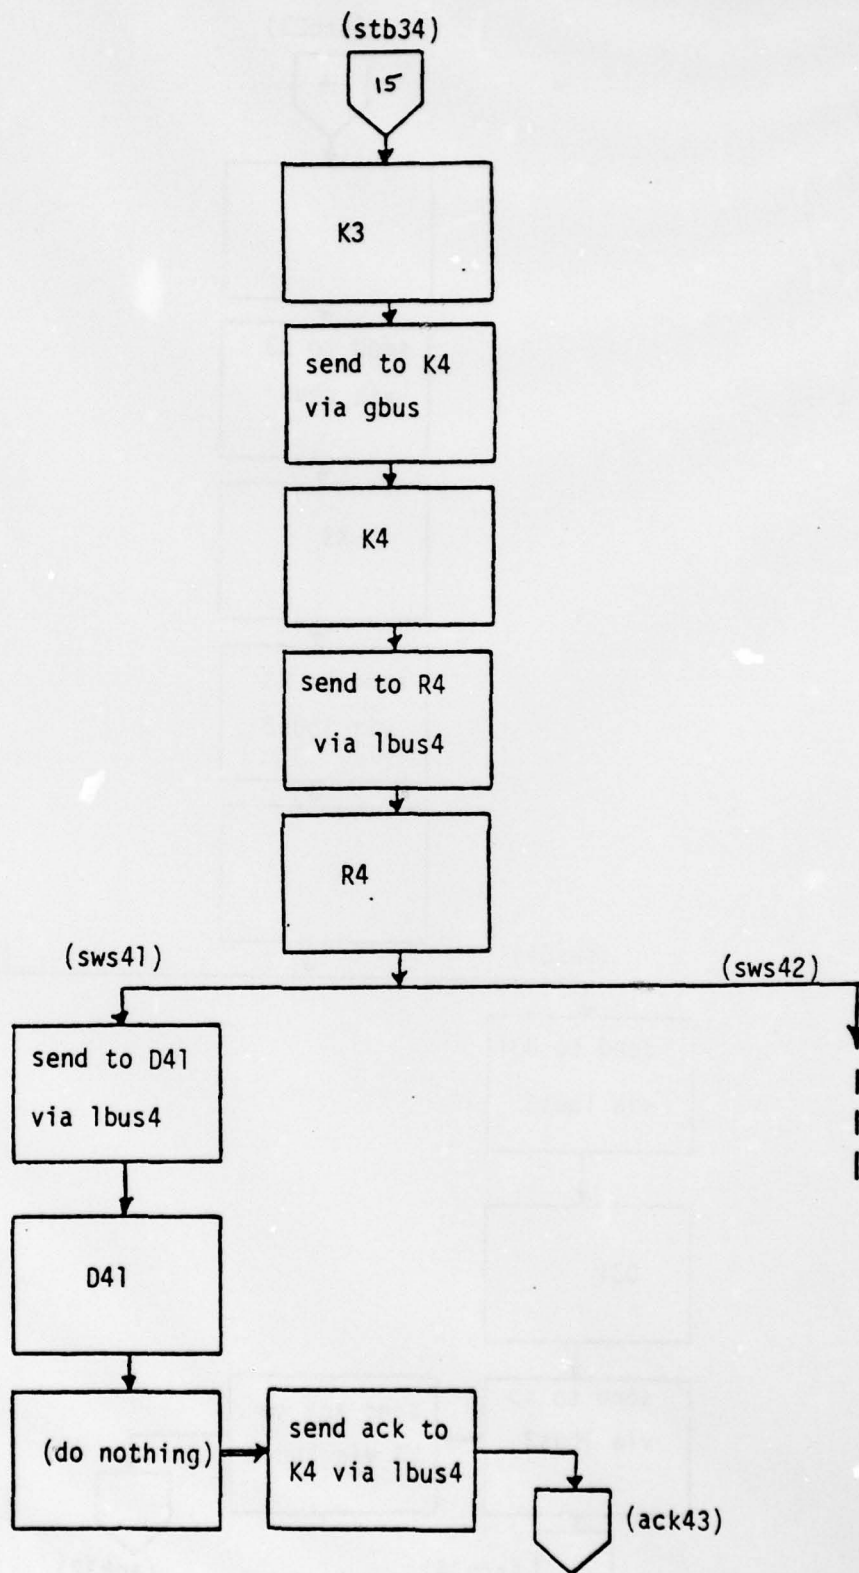 (stb34)
15
K3
send to K4
via gbus
K4
send to R4
via lbus4
R4
(sws41)
(sws42)
send to D41
via lbus4
D41
(do nothing)
send ack to
K4 via lbus4
(ack43)